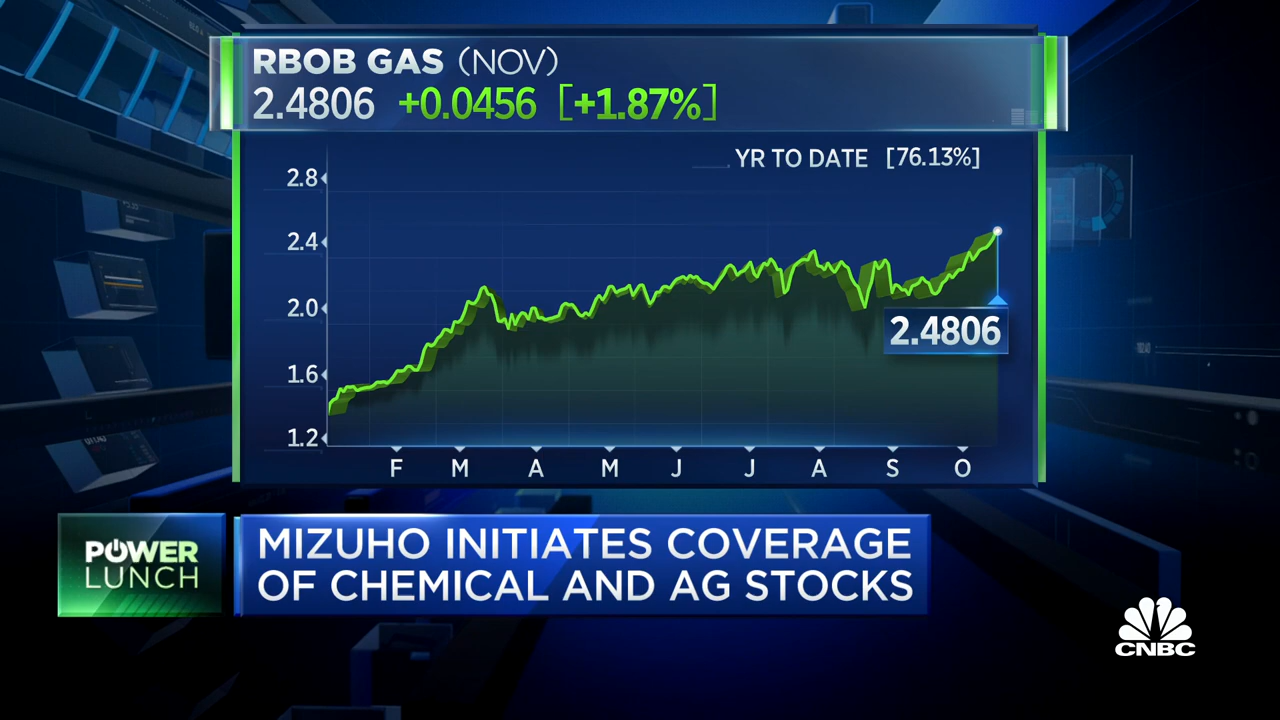 RBOB GAS (NOV)
2.4806 +0.0456 [+1.87%]
YR TO DATE [76.13%]
2.8
2.4
2.0
1.6
1.2
2.4806
F M A M J J A S O
POWER
LUNCH
MIZUHO INITIATES COVERAGE
OF CHEMICAL AND AG STOCKS
CNBC